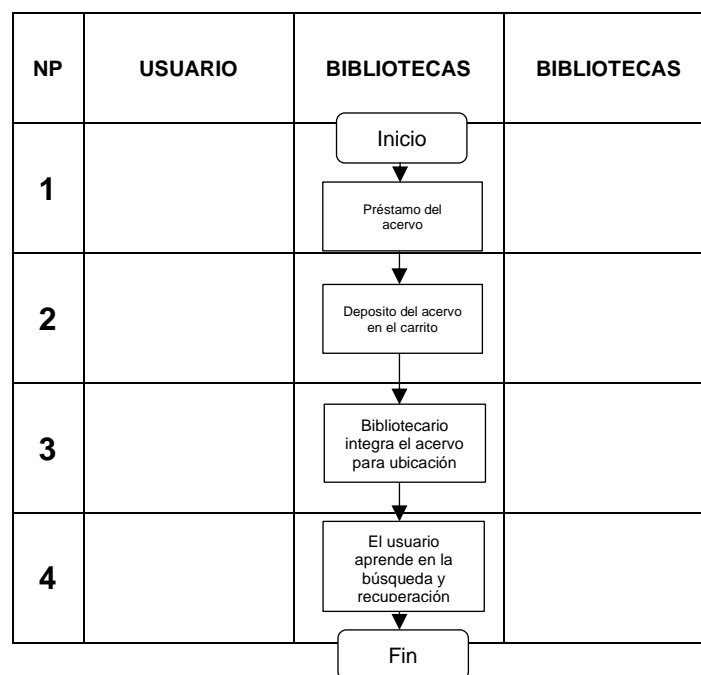 NP USUARIO BIBLIOTECAS BIBLIOTECAS
Inicio
1
Préstamo del
acervo
2
Deposito del acervo
en el carrito
3
Bibliotecario
integra el acervo
para ubicación
4
El usuario
aprende en la
búsqueda y
recuperación
Fin